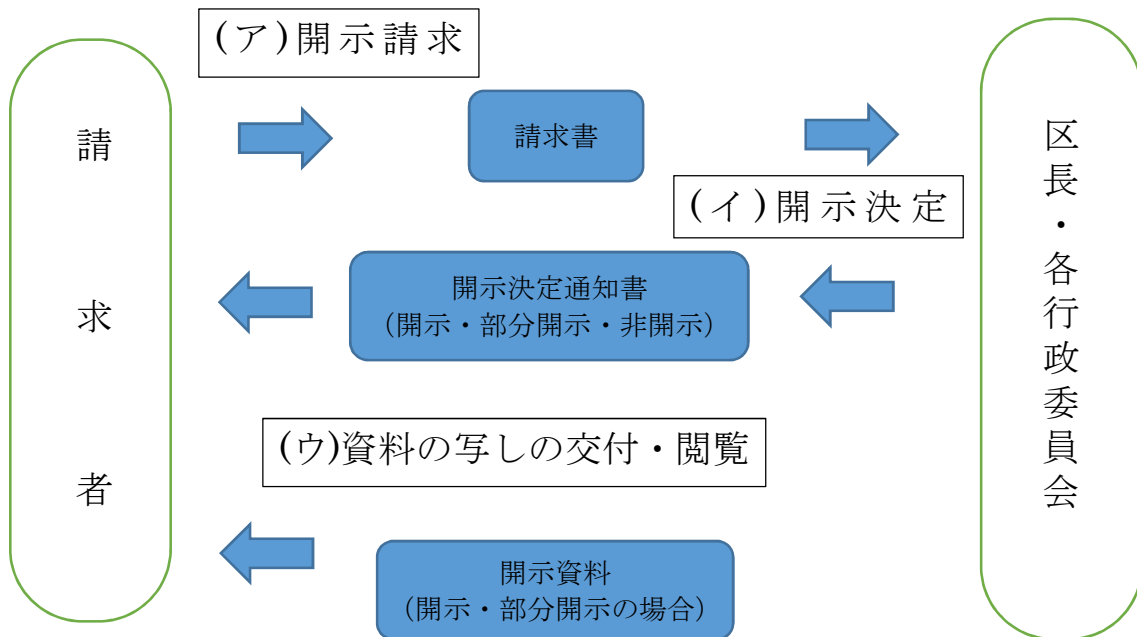 (ア)開示請求
請求者
請求書
区長・各行政委員会
(イ)開示決定
開示決定通知書
（開示・部分開示・非開示）
(ウ)資料の写しの交付・閲覧
開示資料
（開示・部分開示の場合）